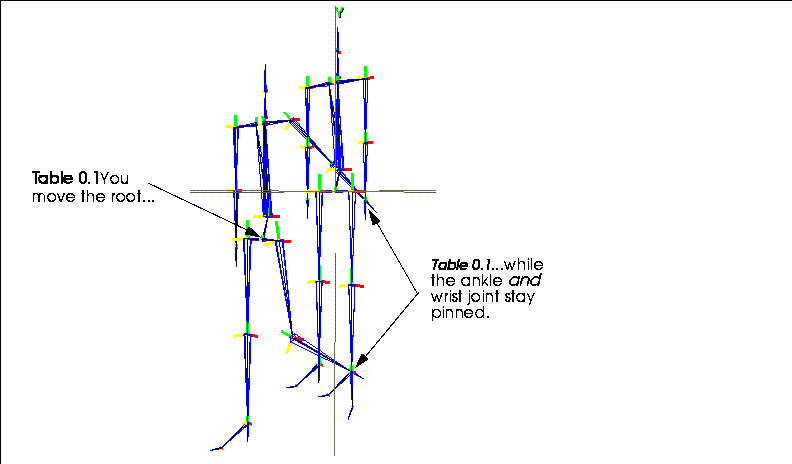 Y
Table 0.1You
move the root...
Table 0.1...while
the ankle and
wrist joint stay
pinned.